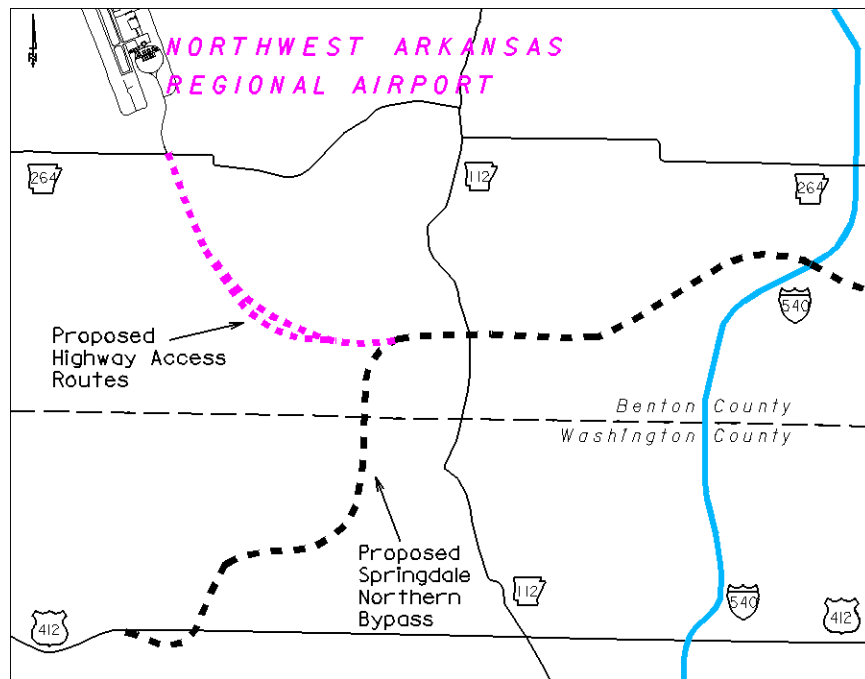 N
NORTHWEST ARKANSAS
REGIONAL AIRPORT
264
112
264
540
Proposed
Highway Access
Routes
Benton County
Washington County
Proposed
Springdale
Northern
Bypass
112
540
412
412